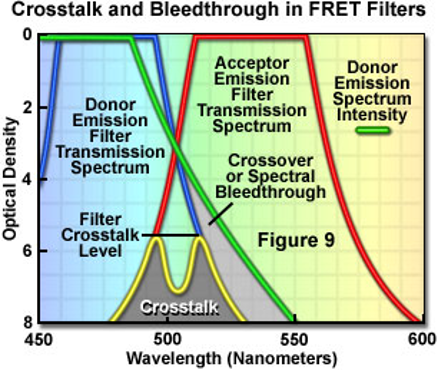 Crosstalk and Bleedthrough in FRET Filters
0
2
4
6
8
Optical Density
Donor
Emission
Filter
Transmission
Spectrum
Acceptor
Emission
Filter
Transmission
Spectrum
Donor
Emission
Spectrum
Intensity
Crossover
or Spectral
Bleedthrough
Filter
Crosstalk
Level
Figure 9
Crosstalk
450
500
550
600
Wavelength (Nanometers)